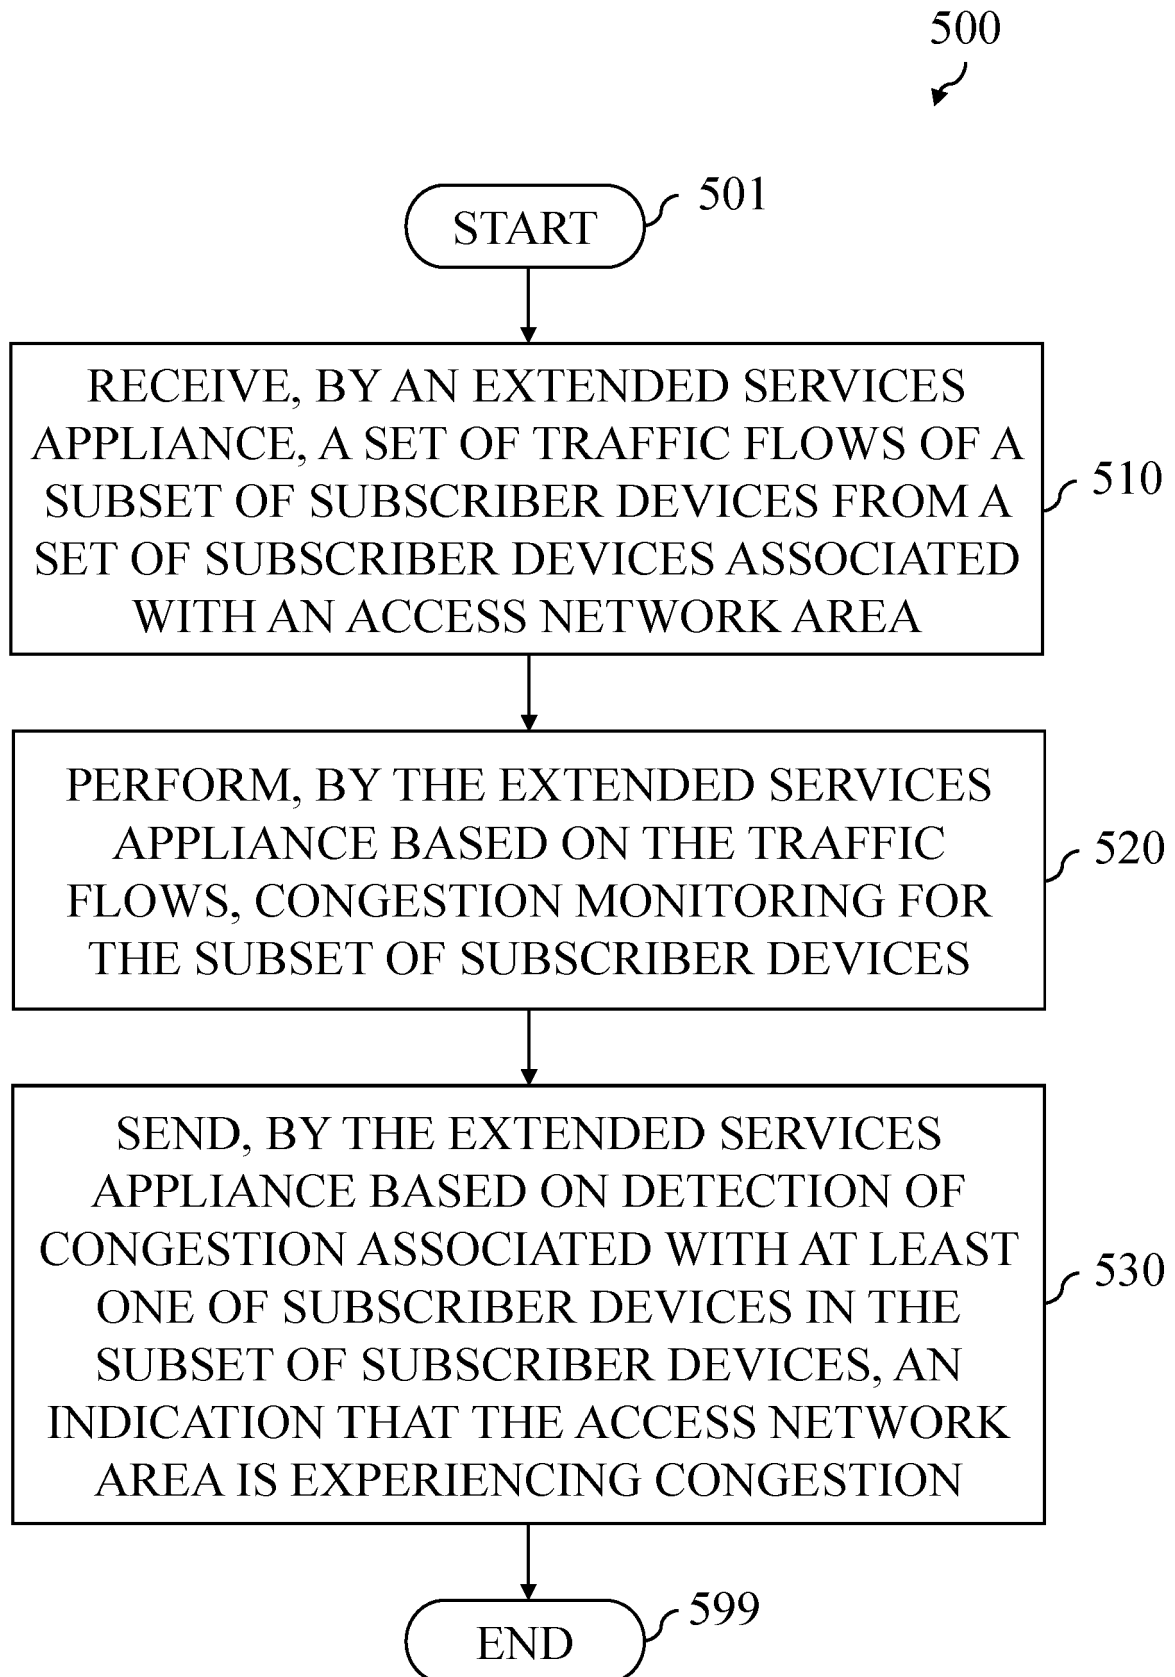 500
START
501
RECEIVE, BY AN EXTENDED SERVICES
APPLIANCE, A SET OF TRAFFIC FLOWS OF A
SUBSET OF SUBSCRIBER DEVICES FROM A
SET OF SUBSCRIBER DEVICES ASSOCIATED
WITH AN ACCESS NETWORK AREA
510
PERFORM, BY THE EXTENDED SERVICES
APPLIANCE BASED ON THE TRAFFIC
FLOWS, CONGESTION MONITORING FOR
THE SUBSET OF SUBSCRIBER DEVICES
520
SEND, BY THE EXTENDED SERVICES
APPLIANCE BASED ON DETECTION OF
CONGESTION ASSOCIATED WITH AT LEAST
ONE OF SUBSCRIBER DEVICES IN THE
SUBSET OF SUBSCRIBER DEVICES, AN
INDICATION THAT THE ACCESS NETWORK
AREA IS EXPERIENCING CONGESTION
530
END
599